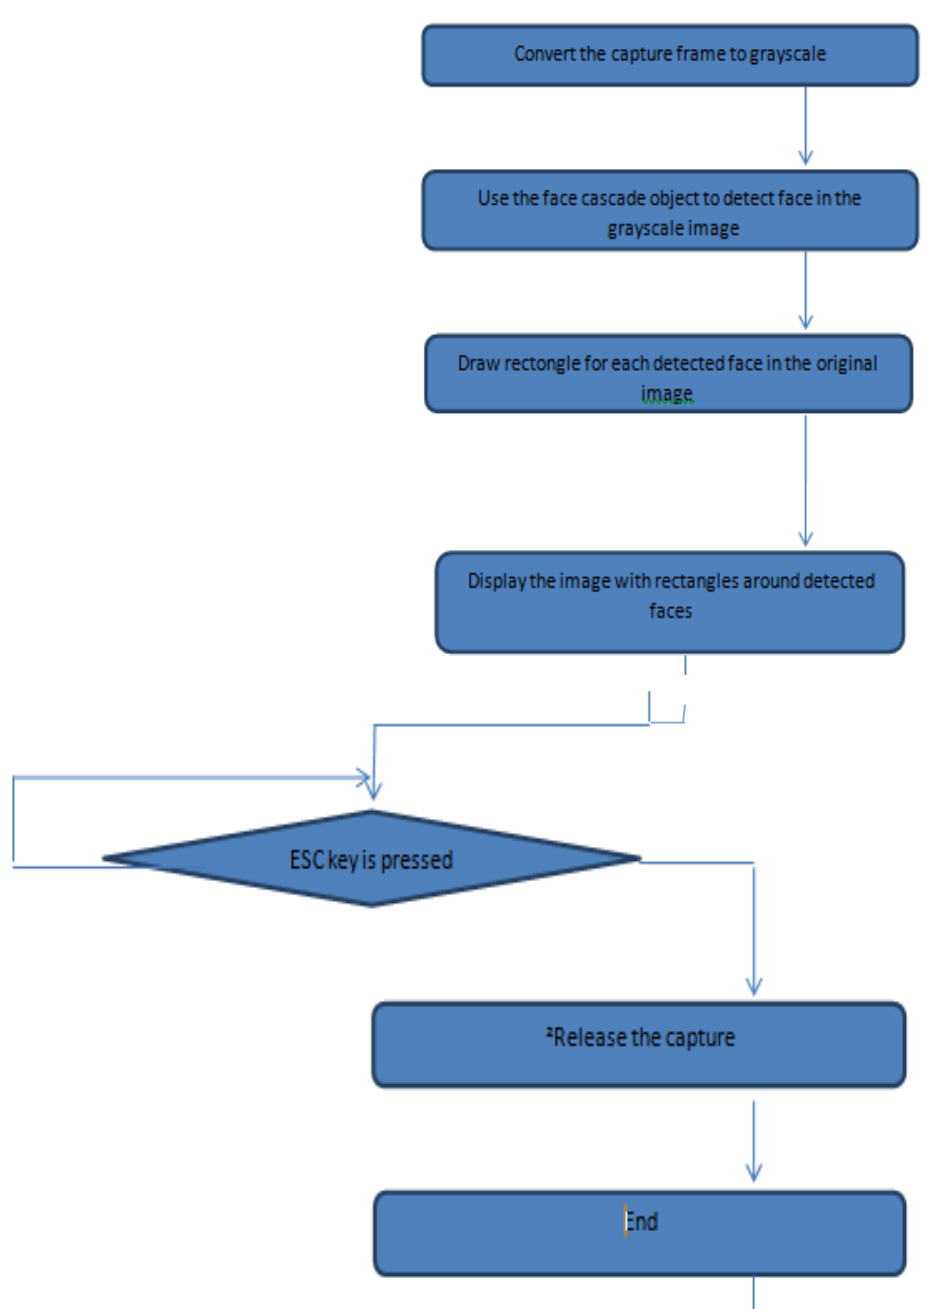 Convert the capture frame to grayscale
Use the face cascade object to detect face in the
grayscale image
Draw rectongle for each detected face in the original
image
Display the image with rectangles around detected
faces
ESC key is pressed
²Release the capture
End